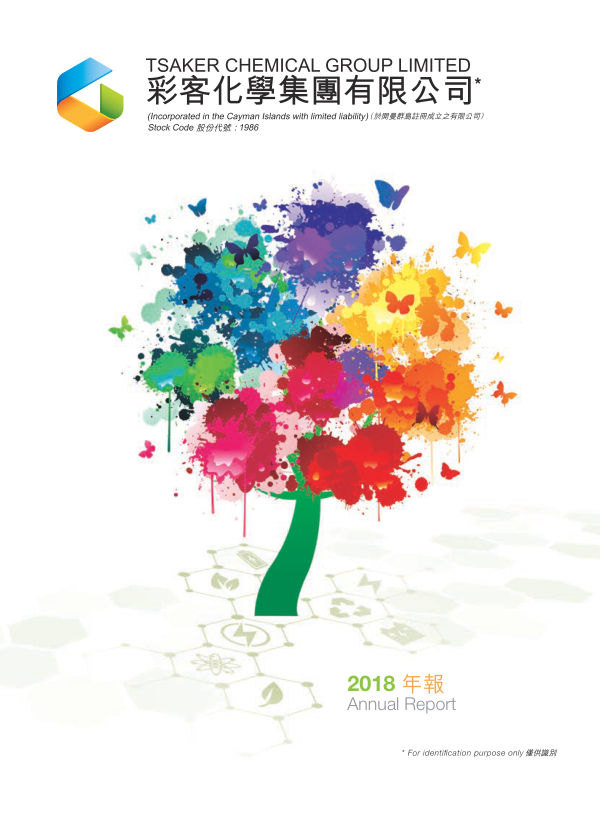 TSAKER CHEMICAL GROUP LIMITED
彩客化學集團有限公司*
(Incorporated in the Cayman Islands with limited liability)（於開曼群島註冊成立之有限公司）
Stock Code 股份代號：1986
2018 年報
Annual Report
* For identification purpose only 僅供識別